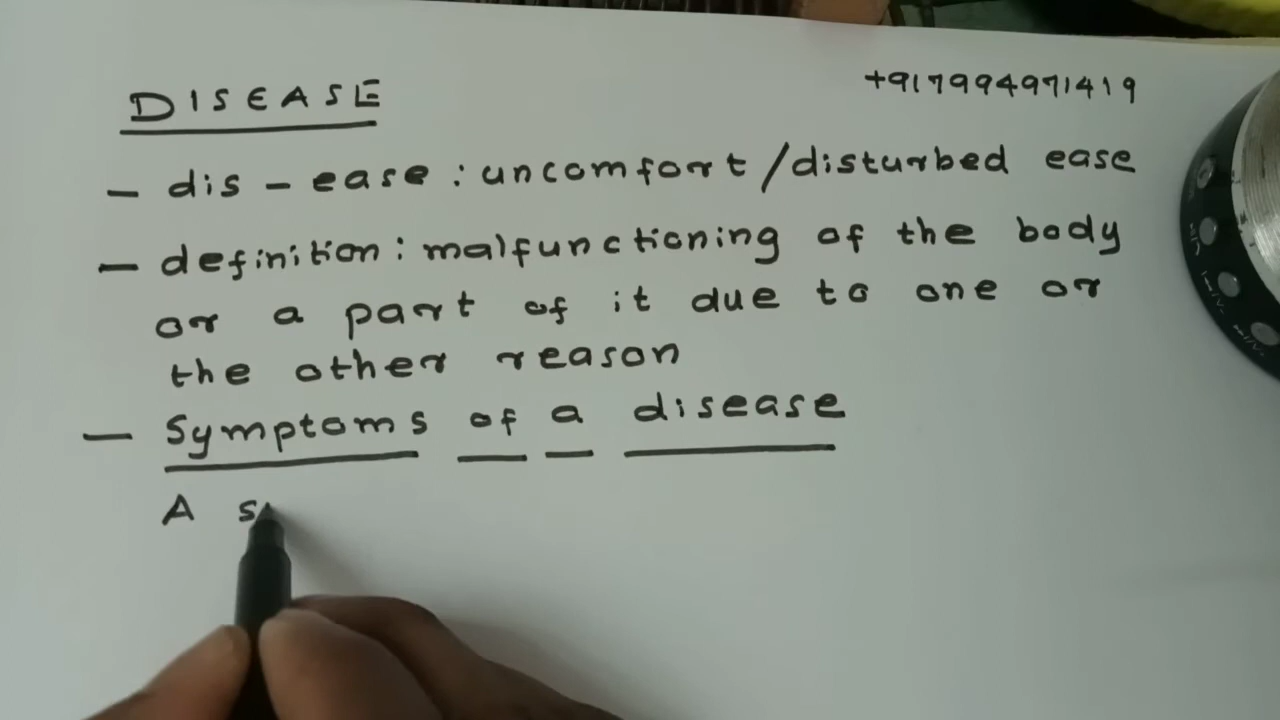 DISEASE
+917994971419
– dis – ease : uncomfort / disturbed ease
– definition : malfunctioning of the body
or a part of it due to one or
the other reason
– Symptoms of a disease
A s